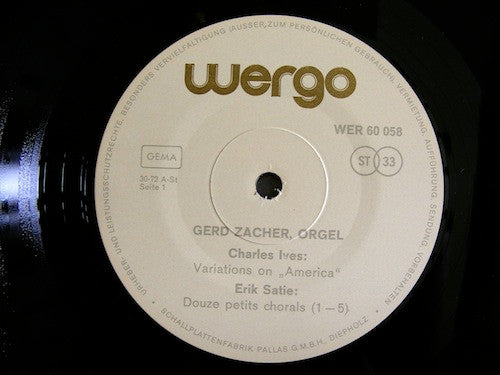 URHEBER- UND LEISTUNGSSCHUTZRECHTE, BESONDERS VERVIELFÄLTIGUNG (AUSSER ZUM PERSÖNLICHEN GEBRAUCH), VERMIETUNG, AUFFÜHRUNG, SENDUNG, VORBEHALTEN
wergo
WER 60 058
GEMA
ST 33
30-73 A-St
Seite 1
GERD ZACHER, ORGEL
Charles Ives:
Variations on „America“
Erik Satie:
Douze petits chorals (1—5)
• SCHALLPLATTENFABRIK PALLAS G.M.B.H., DIEPHOLZ •